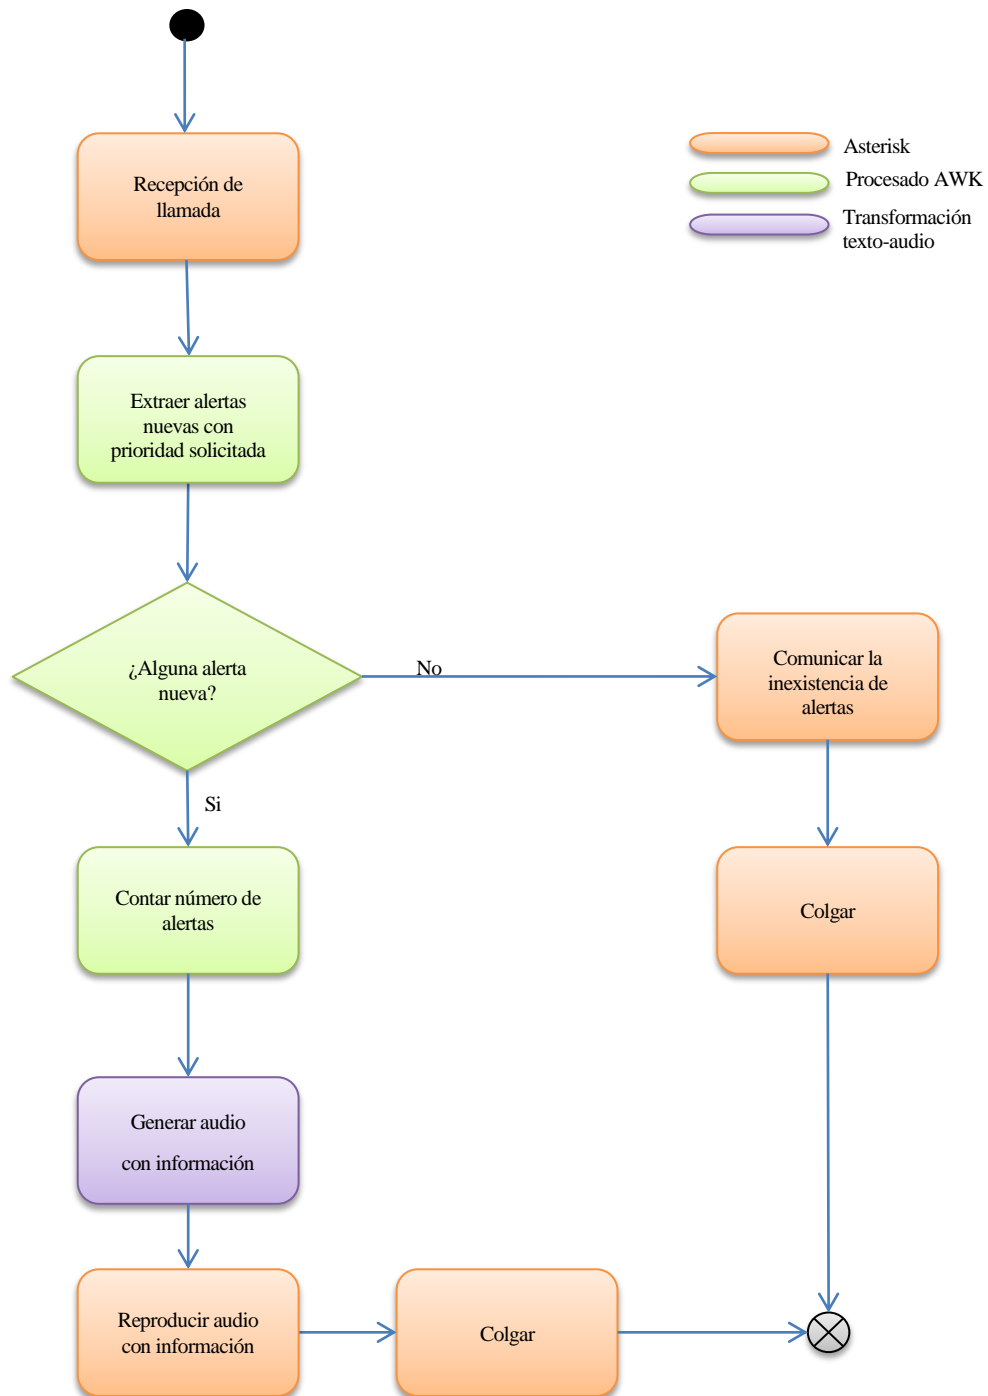 Recepción de
llamada
Asterisk
Procesado AWK
Transformación
texto-audio
Extraer alertas
nuevas con
prioridad solicitada
¿Alguna alerta
nueva?
No
Comunicar la
inexistencia de
alertas
Si
Contar número de
alertas
Colgar
Generar audio
con información
Reproducir audio
con información
Colgar